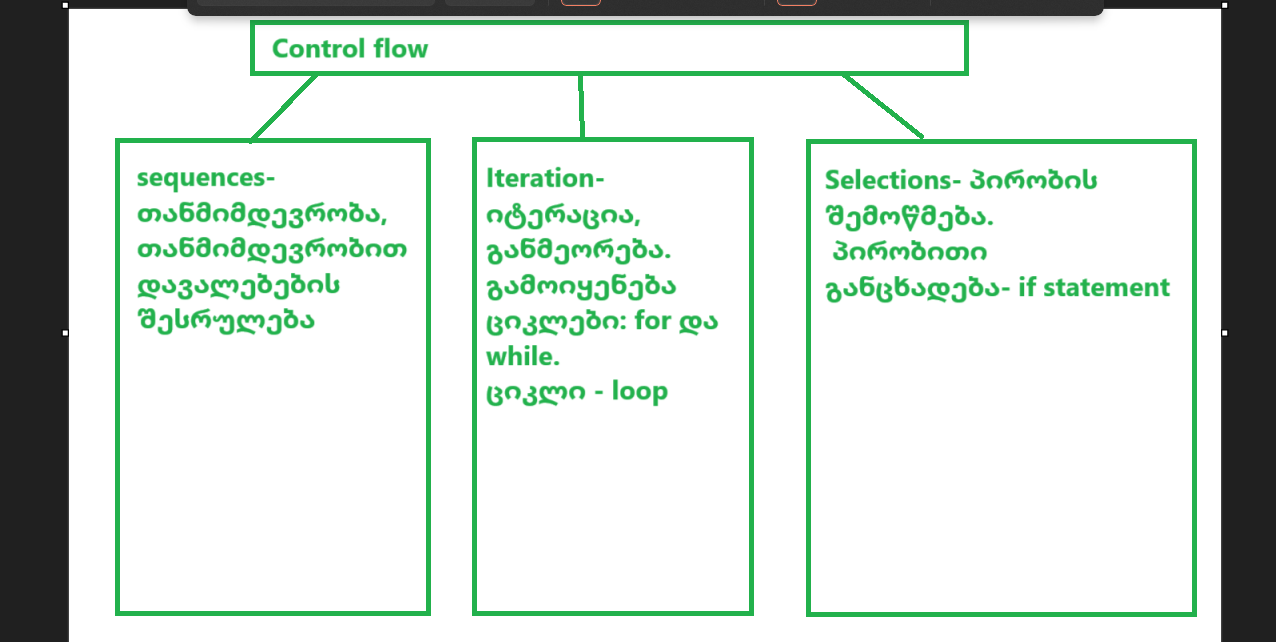 Control flow
sequences-
თანმიმდევრობა,
თანმიმდევრობით
დავალებების
შესრულება
Iteration-
იტერაცია,
განმეორება.
გამოიყენება
ციკლები: for და
while.
ციკლი - loop
Selections- პირობის
შემოწმება.
პირობითი
განცხადება- if statement